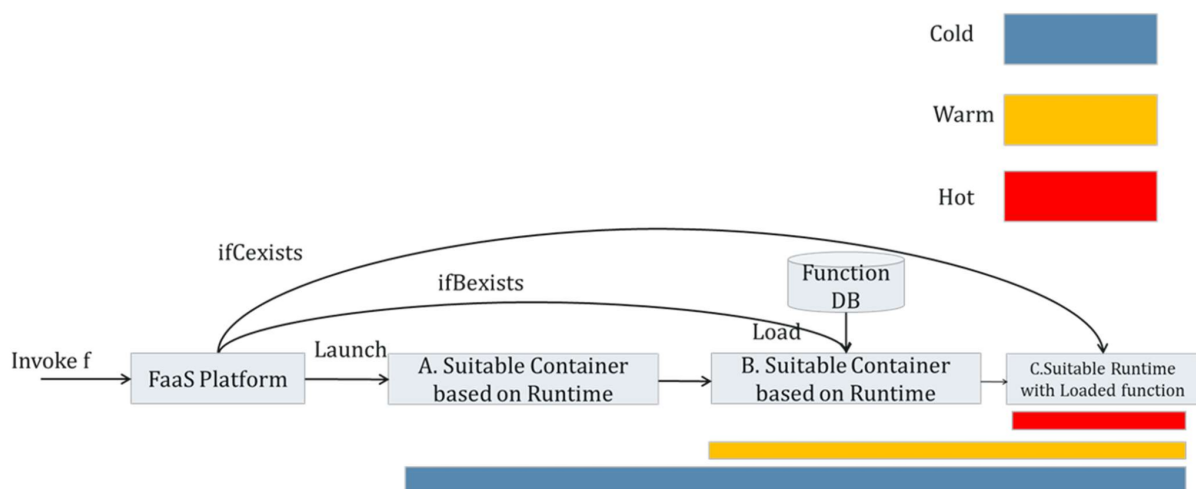 Cold
Warm
Hot
ifCexists
ifBexists
Function
DB
Load
Launch
Invoke f
FaaS Platform
A. Suitable Container
based on Runtime
B. Suitable Container
based on Runtime
C.Suitable Runtime
with Loaded function